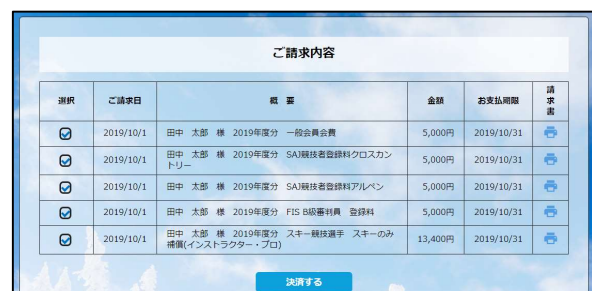 ご請求内容
選択 ご請求日 概 要 金額 お支払期限 請求書
2019/10/1 田中 太郎 様 2019年度分 一般会員会費 5,000円 2019/10/31
2019/10/1 田中 太郎 様 2019年度分 SAJ競技者登録料クロスカン
トリー 5,000円 2019/10/31
2019/10/1 田中 太郎 様 2019年度分 SAJ競技者登録料アルペン 5,000円 2019/10/31
2019/10/1 田中 太郎 様 2019年度分 FIS B級審判員 登録料 5,000円 2019/10/31
2019/10/1 田中 太郎 様 2019年度分 スキー競技選手 スキーのみ
補償(インストラクター・プロ) 13,400円 2019/10/31
決済する